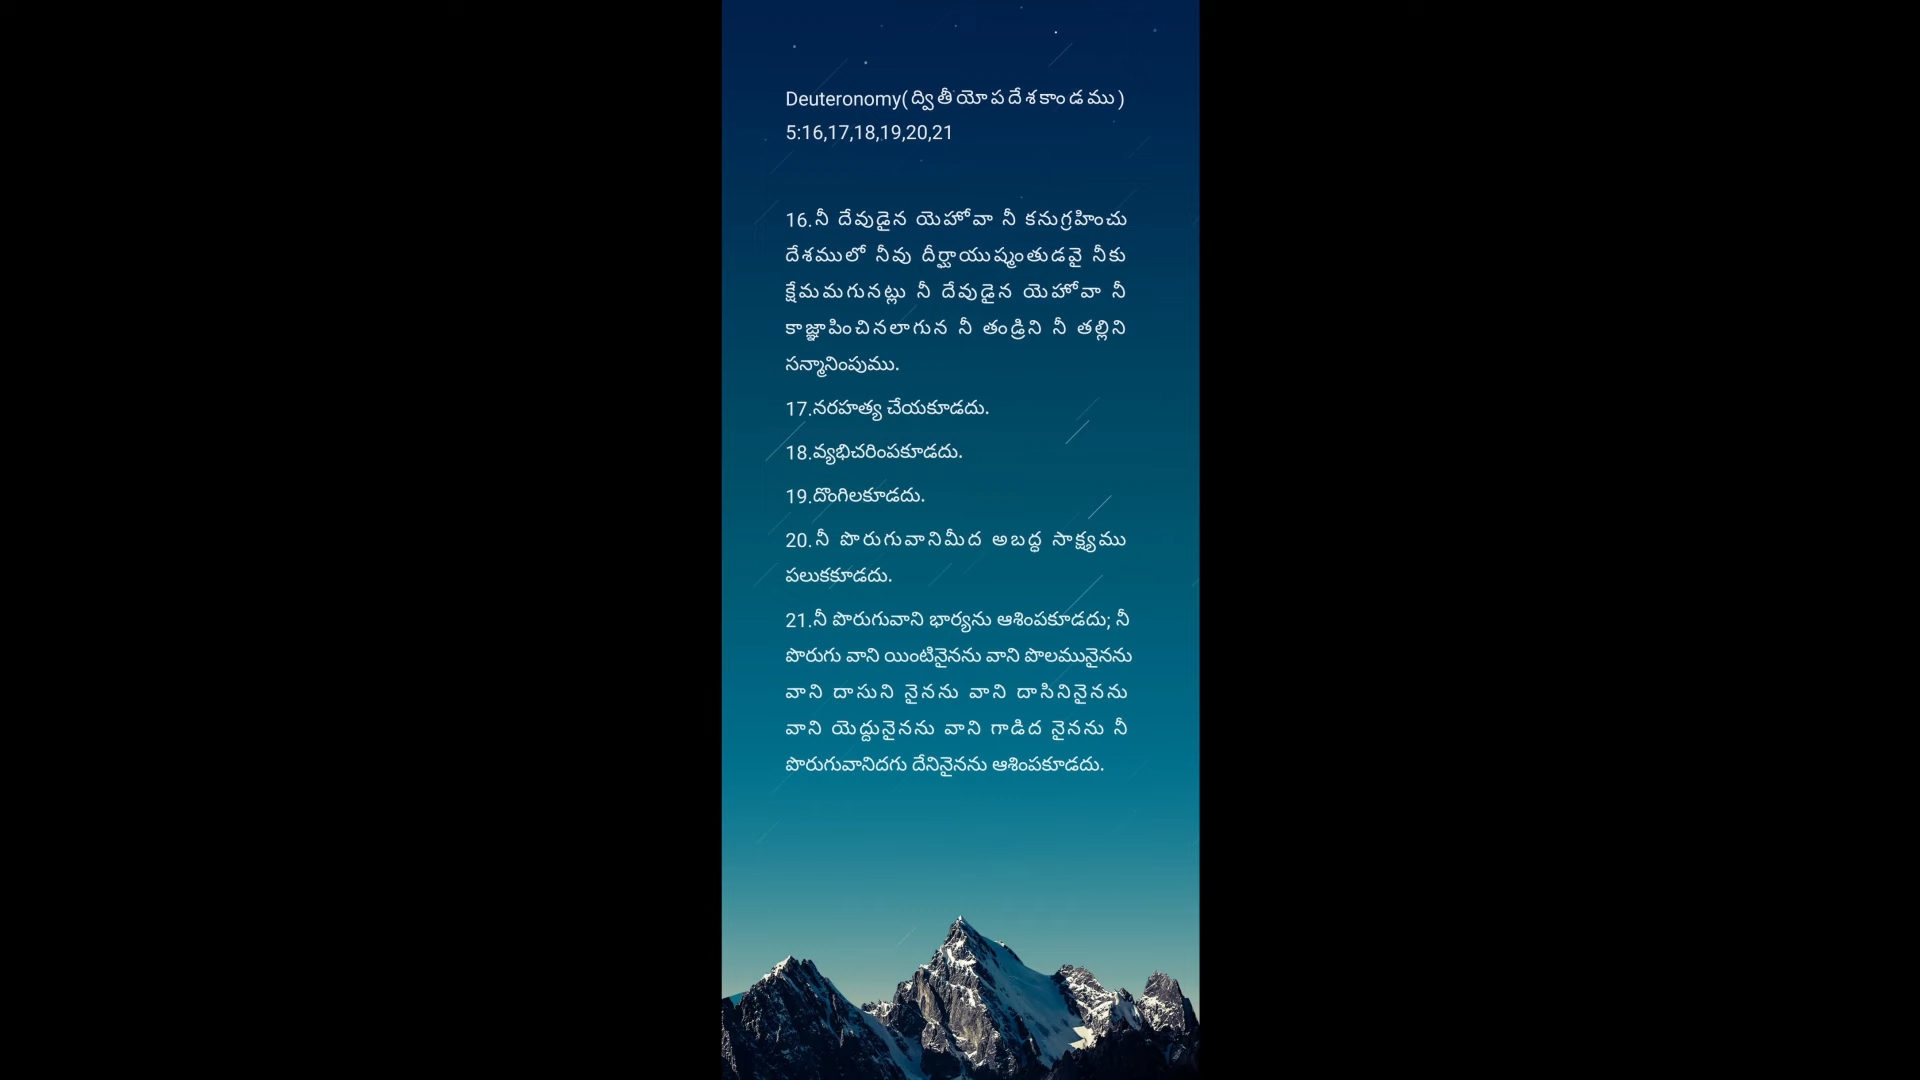 Deuteronomy(ద్వితీయోపదేశకాండము)
5:16,17,18,19,20,21
16.నీ దేవుడైన యెహోవా నీ కనుగ్రహించు
దేశములో నీవు దీర్ఘాయుష్మంతుడవై నీకు
క్షేమమగునట్లు నీ దేవుడైన యెహోవా నీ
కాజ్ఞాపించినలాగున నీ తండ్రిని నీ తల్లిని
సన్మానింపుము.
17.నరహత్య చేయకూడదు.
18.వ్యభిచరింపకూడదు.
19.దొంగిలకూడదు.
20.నీ పొరుగువానిమీద అబద్ధ సాక్ష్యము
పలుకకూడదు.
21.నీ పొరుగువాని భార్యను ఆశింపకూడదు; నీ
పొరుగు వాని యింటినైనను వాని పొలమునైనను
వాని దాసుని నైనను వాని దాసినినైనను
వాని యెద్దునైనను వాని గాడిద నైనను నీ
పొరుగువానిదగు దేనినైనను ఆశింపకూడదు.